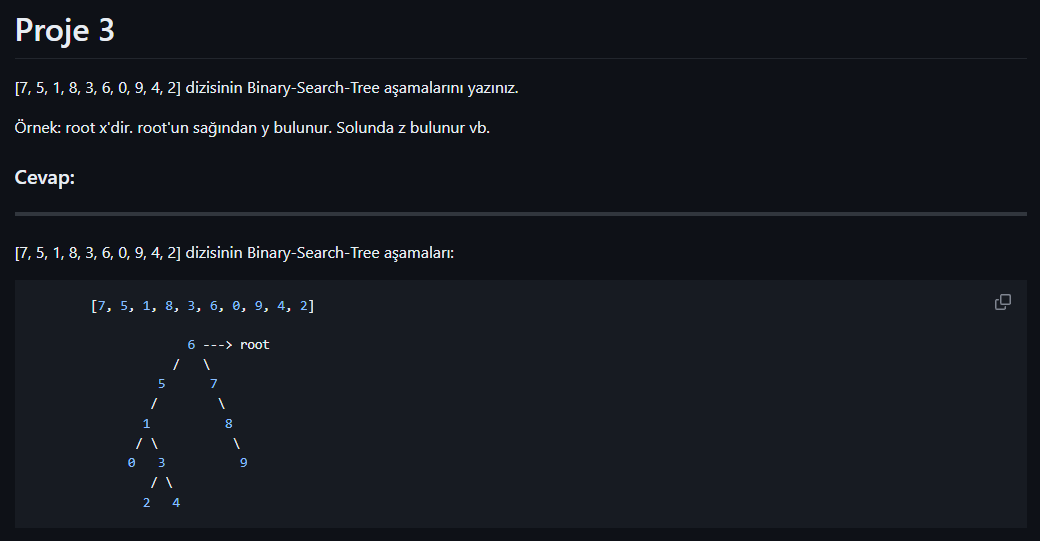 Proje 3
[7, 5, 1, 8, 3, 6, 0, 9, 4, 2] dizisinin Binary-Search-Tree aşamalarını yazınız.
Örnek: root x'dir. root'un sağından y bulunur. Solunda z bulunur vb.
Cevap:
[7, 5, 1, 8, 3, 6, 0, 9, 4, 2] dizisinin Binary-Search-Tree aşamaları:
[7, 5, 1, 8, 3, 6, 0, 9, 4, 2]
6 ---> root
/ \
5 7
/ \
1 8
/ \ \
0 3 9
/ \
2 4